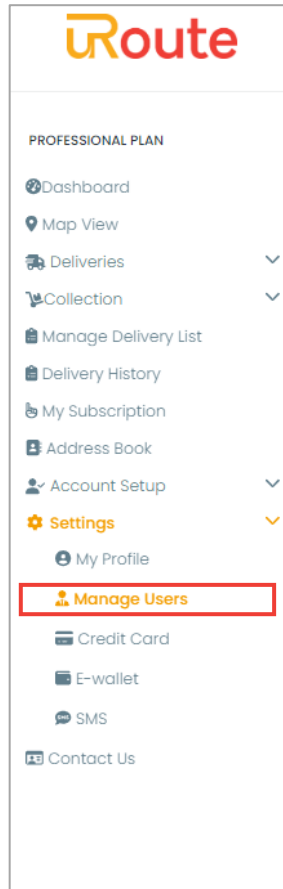 uRoute
PROFESSIONAL PLAN
Dashboard
Map View
Deliveries
Collection
Manage Delivery List
Delivery History
My Subscription
Address Book
Account Setup
Settings
My Profile
Manage Users
Credit Card
E-wallet
SMS
Contact Us